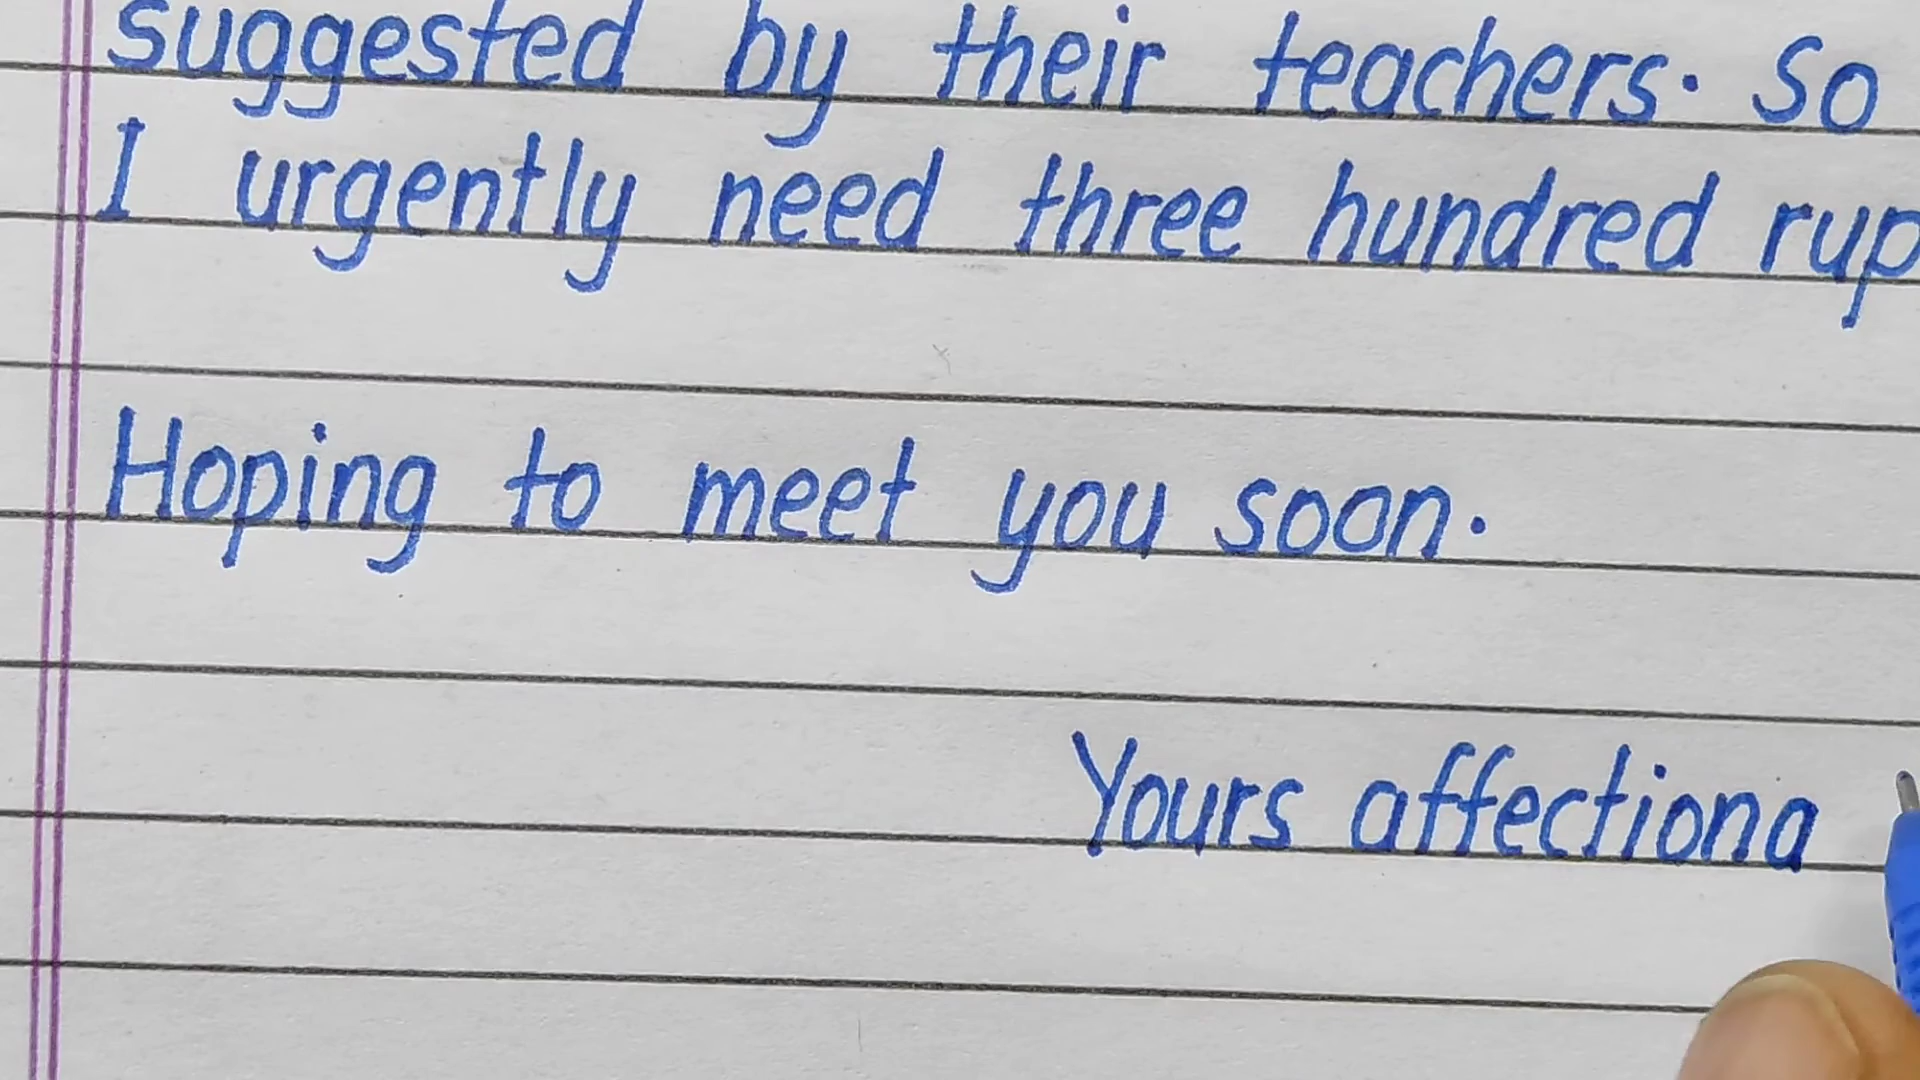 suggested by their teachers. So
I urgently need three hundred rup
Hoping to meet you soon.
Yours affectiona